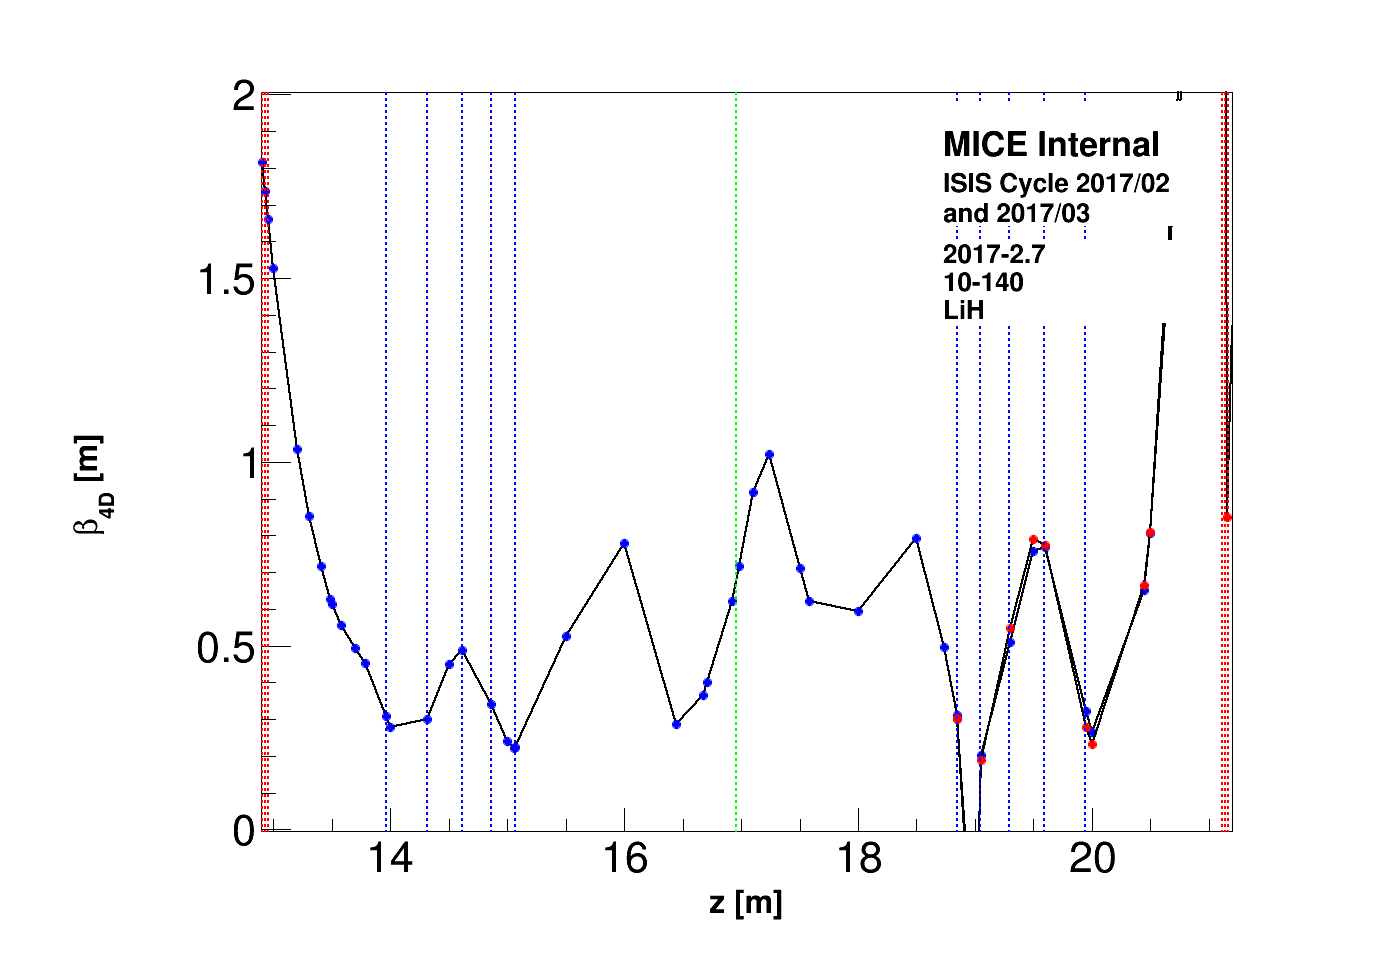 2
1.5
1
0.5
0
β4D [m]
MICE Internal
ISIS Cycle 2017/02
and 2017/03
2017-2.7
10-140
LiH
14 16 18 20
z [m]